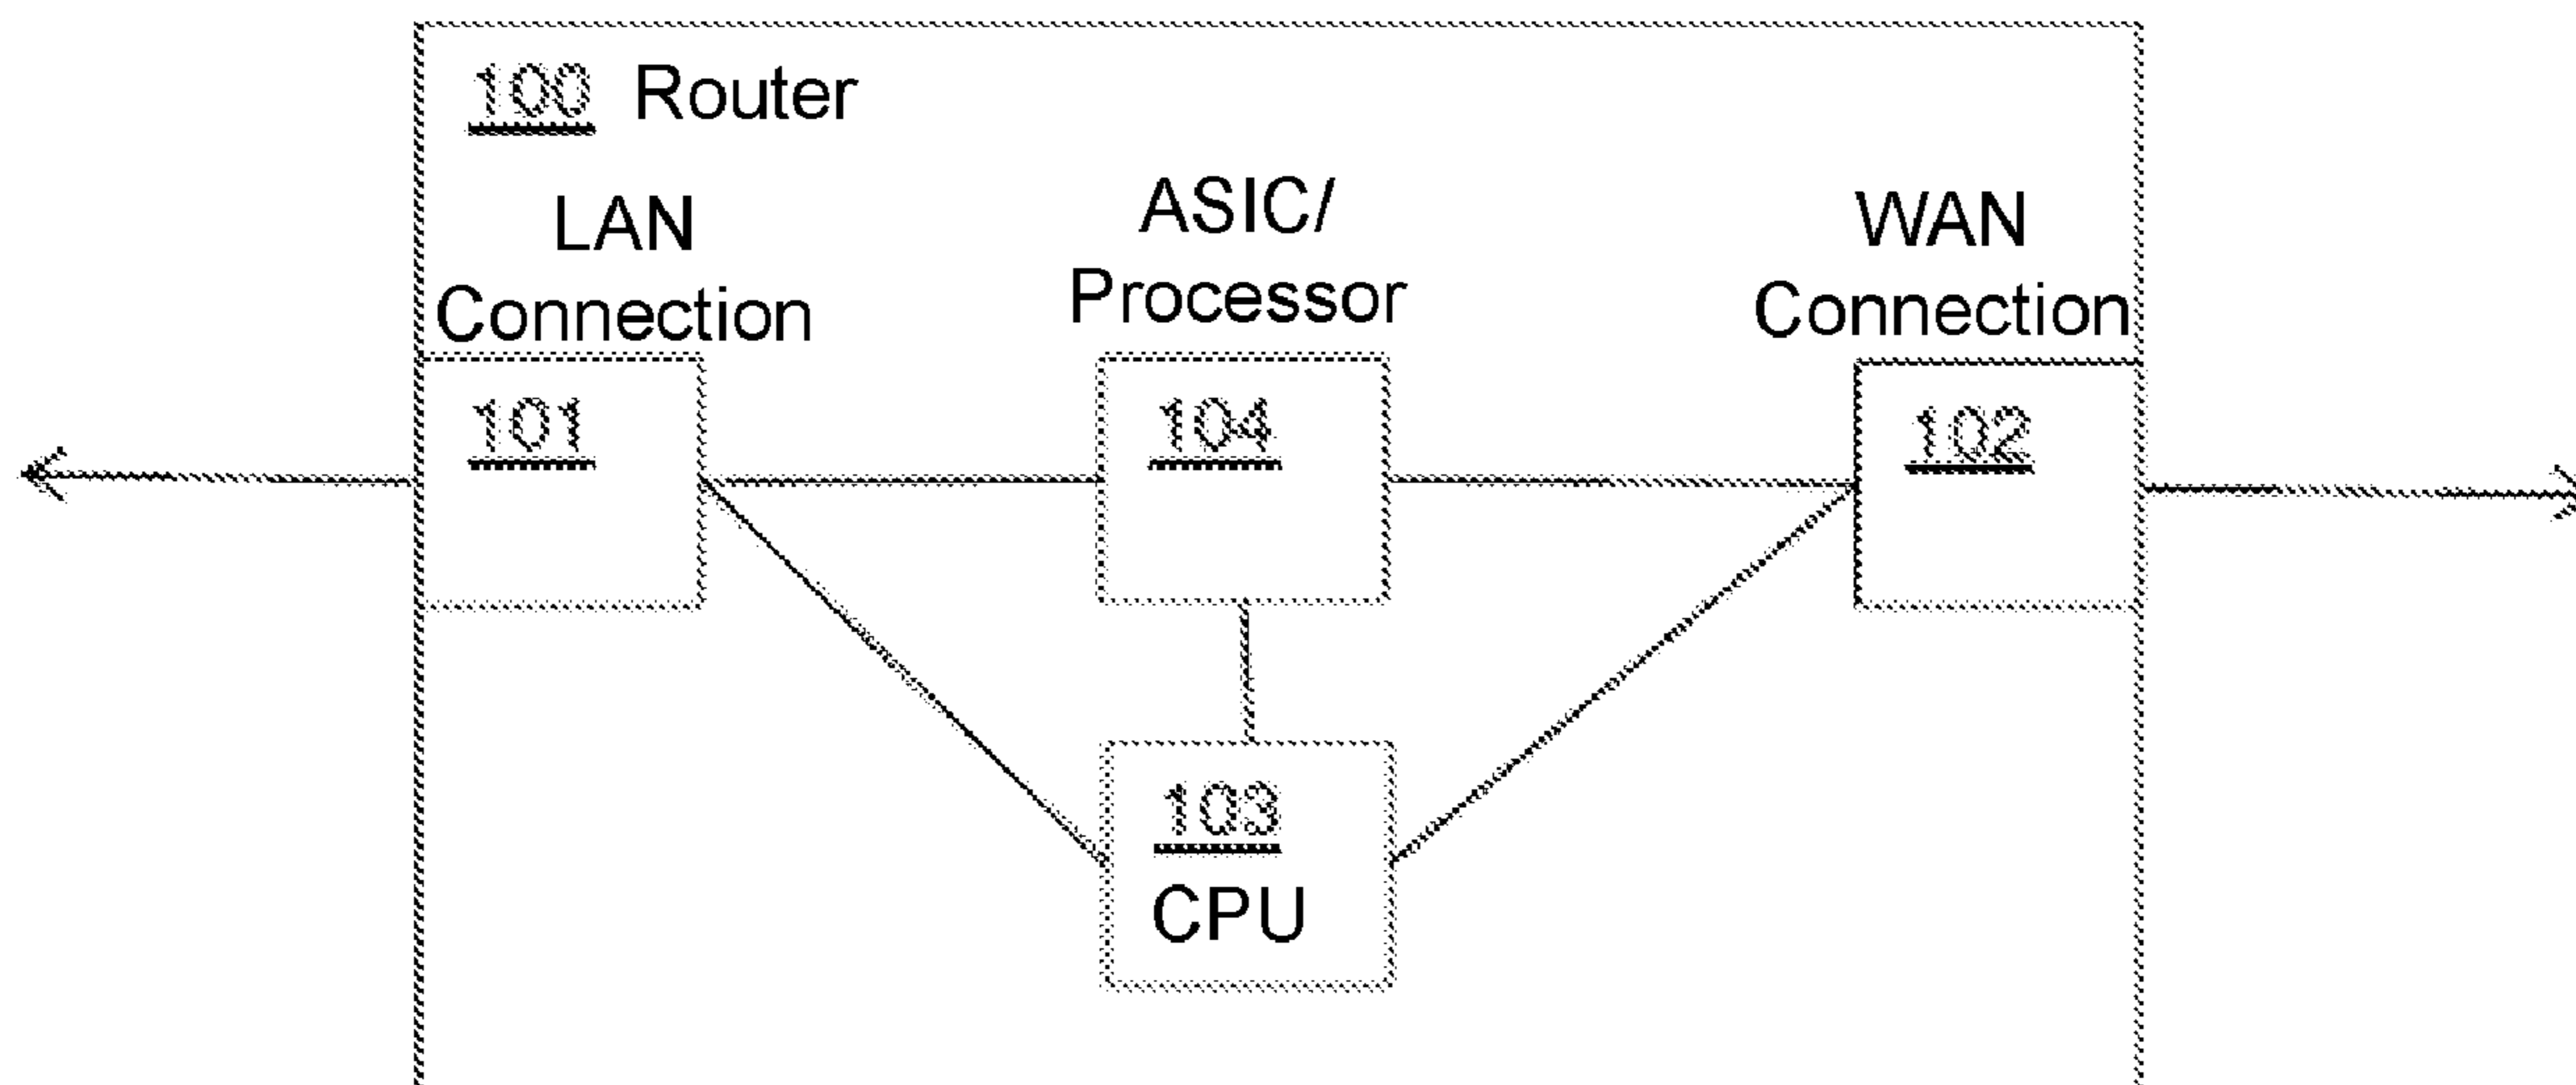 100 Router
LAN
Connection
ASIC/
Processor
WAN
Connection
101
104
102
103
CPU